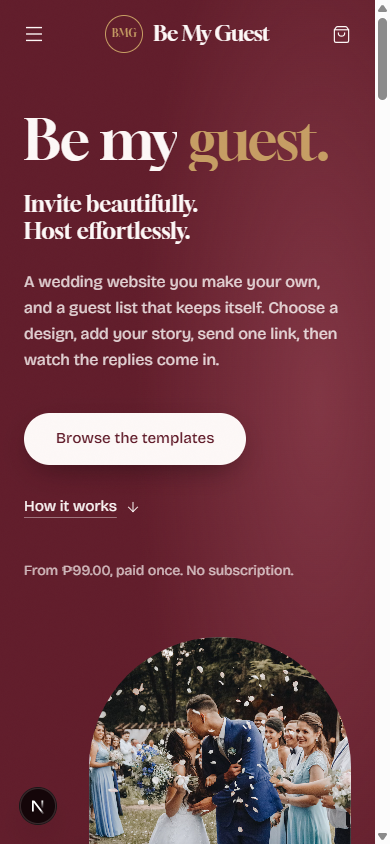 BMG Be My Guest
Be my guest.
Invite beautifully.
Host effortlessly.
A wedding website you make your own,
and a guest list that keeps itself. Choose a
design, add your story, send one link, then
watch the replies come in.
Browse the templates
How it works ↓
From ₱99.00, paid once. No subscription.
N